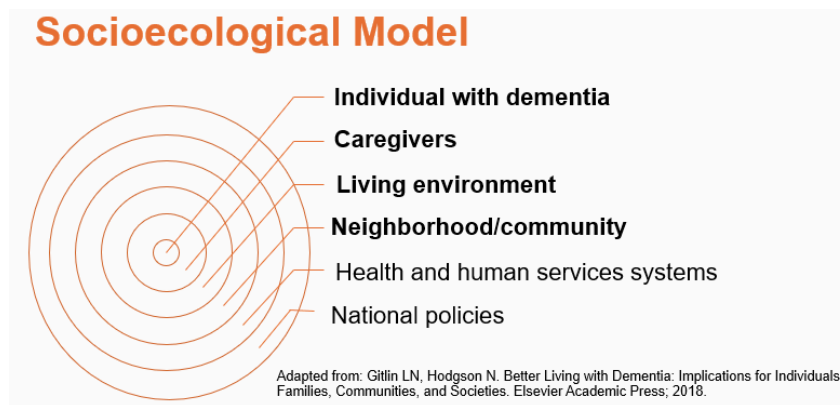 Socioecological Model
Individual with dementia
Caregivers
Living environment
Neighborhood/community
Health and human services systems
National policies
Adapted from: Gitlin LN, Hodgson N. Better Living with Dementia: Implications for Individuals
Families, Communities, and Societies. Elsevier Academic Press; 2018.